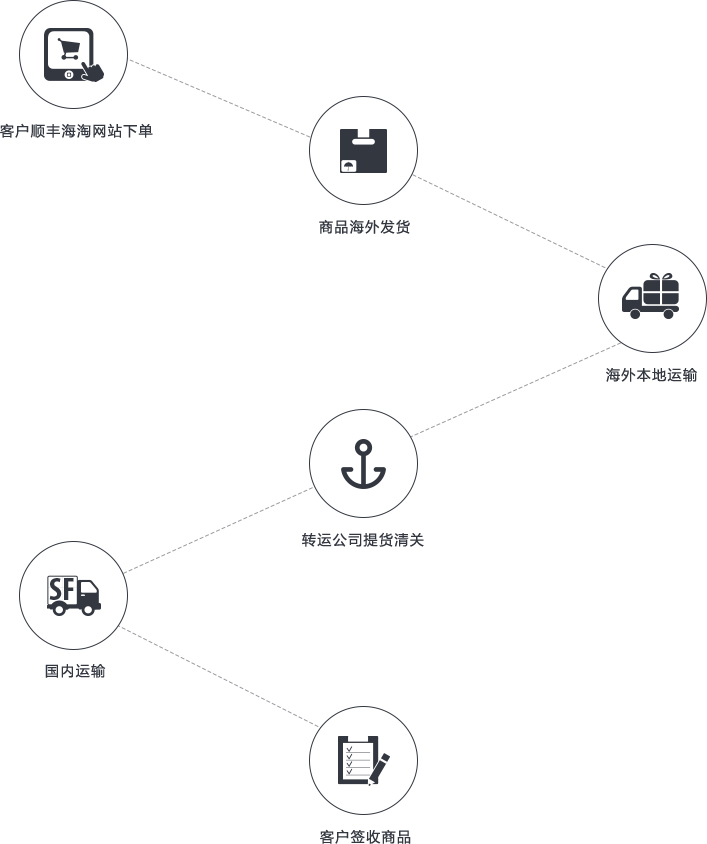 客户顺丰海淘网站下单
商品海外发货
海外本地运输
转运公司提货清关
SF
国内运输
客户签收商品